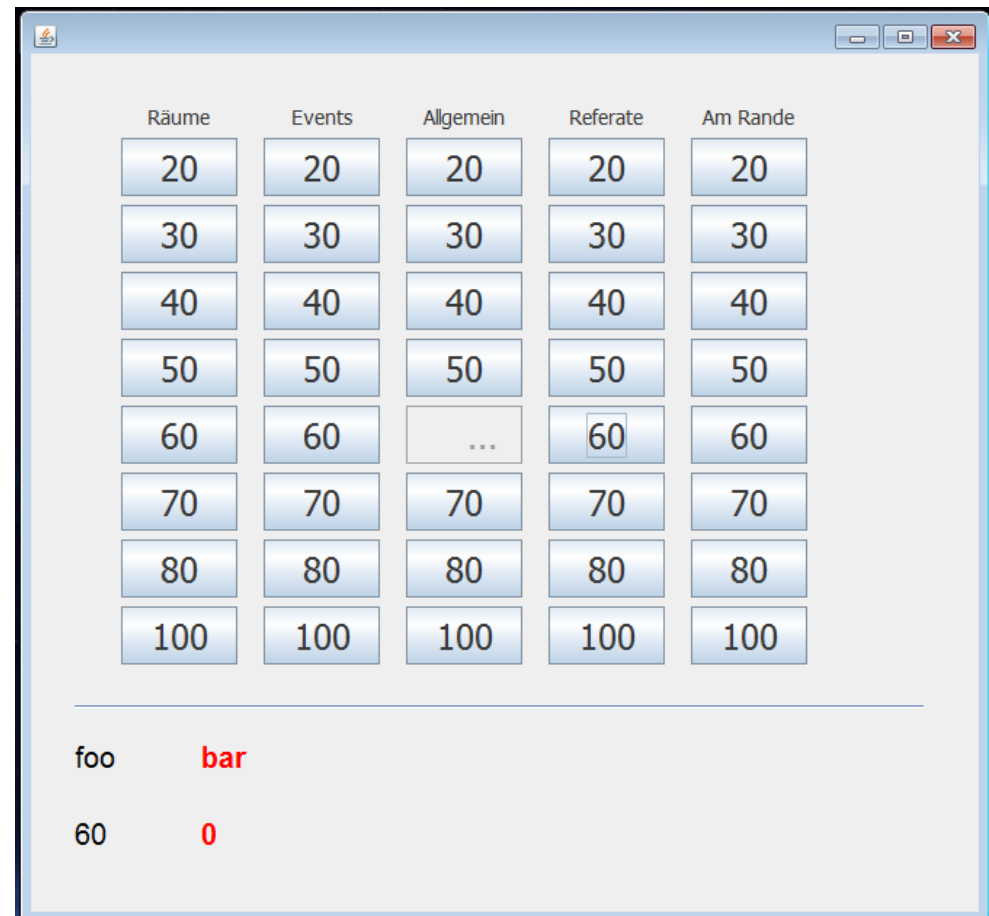 Räume Events Allgemein Referate Am Rande
20 20 20 20 20
30 30 30 30 30
40 40 40 40 40
50 50 50 50 50
60 60 ... 60 60
70 70 70 70 70
80 80 80 80 80
100 100 100 100 100
foo bar
60 0